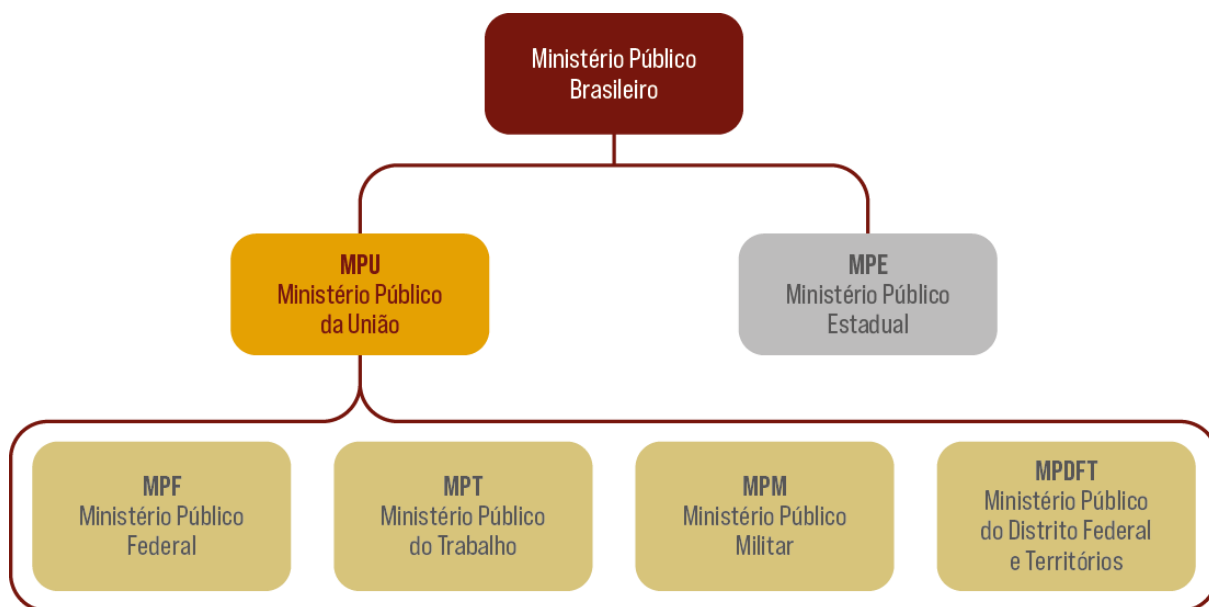 Ministério Público
Brasileiro
MPU
Ministério Público
da União
MPE
Ministério Público
Estadual
MPF
Ministério Público
Federal
MPT
Ministério Público
do Trabalho
MPM
Ministério Público
Militar
MPDFT
Ministério Público
do Distrito Federal
e Territórios